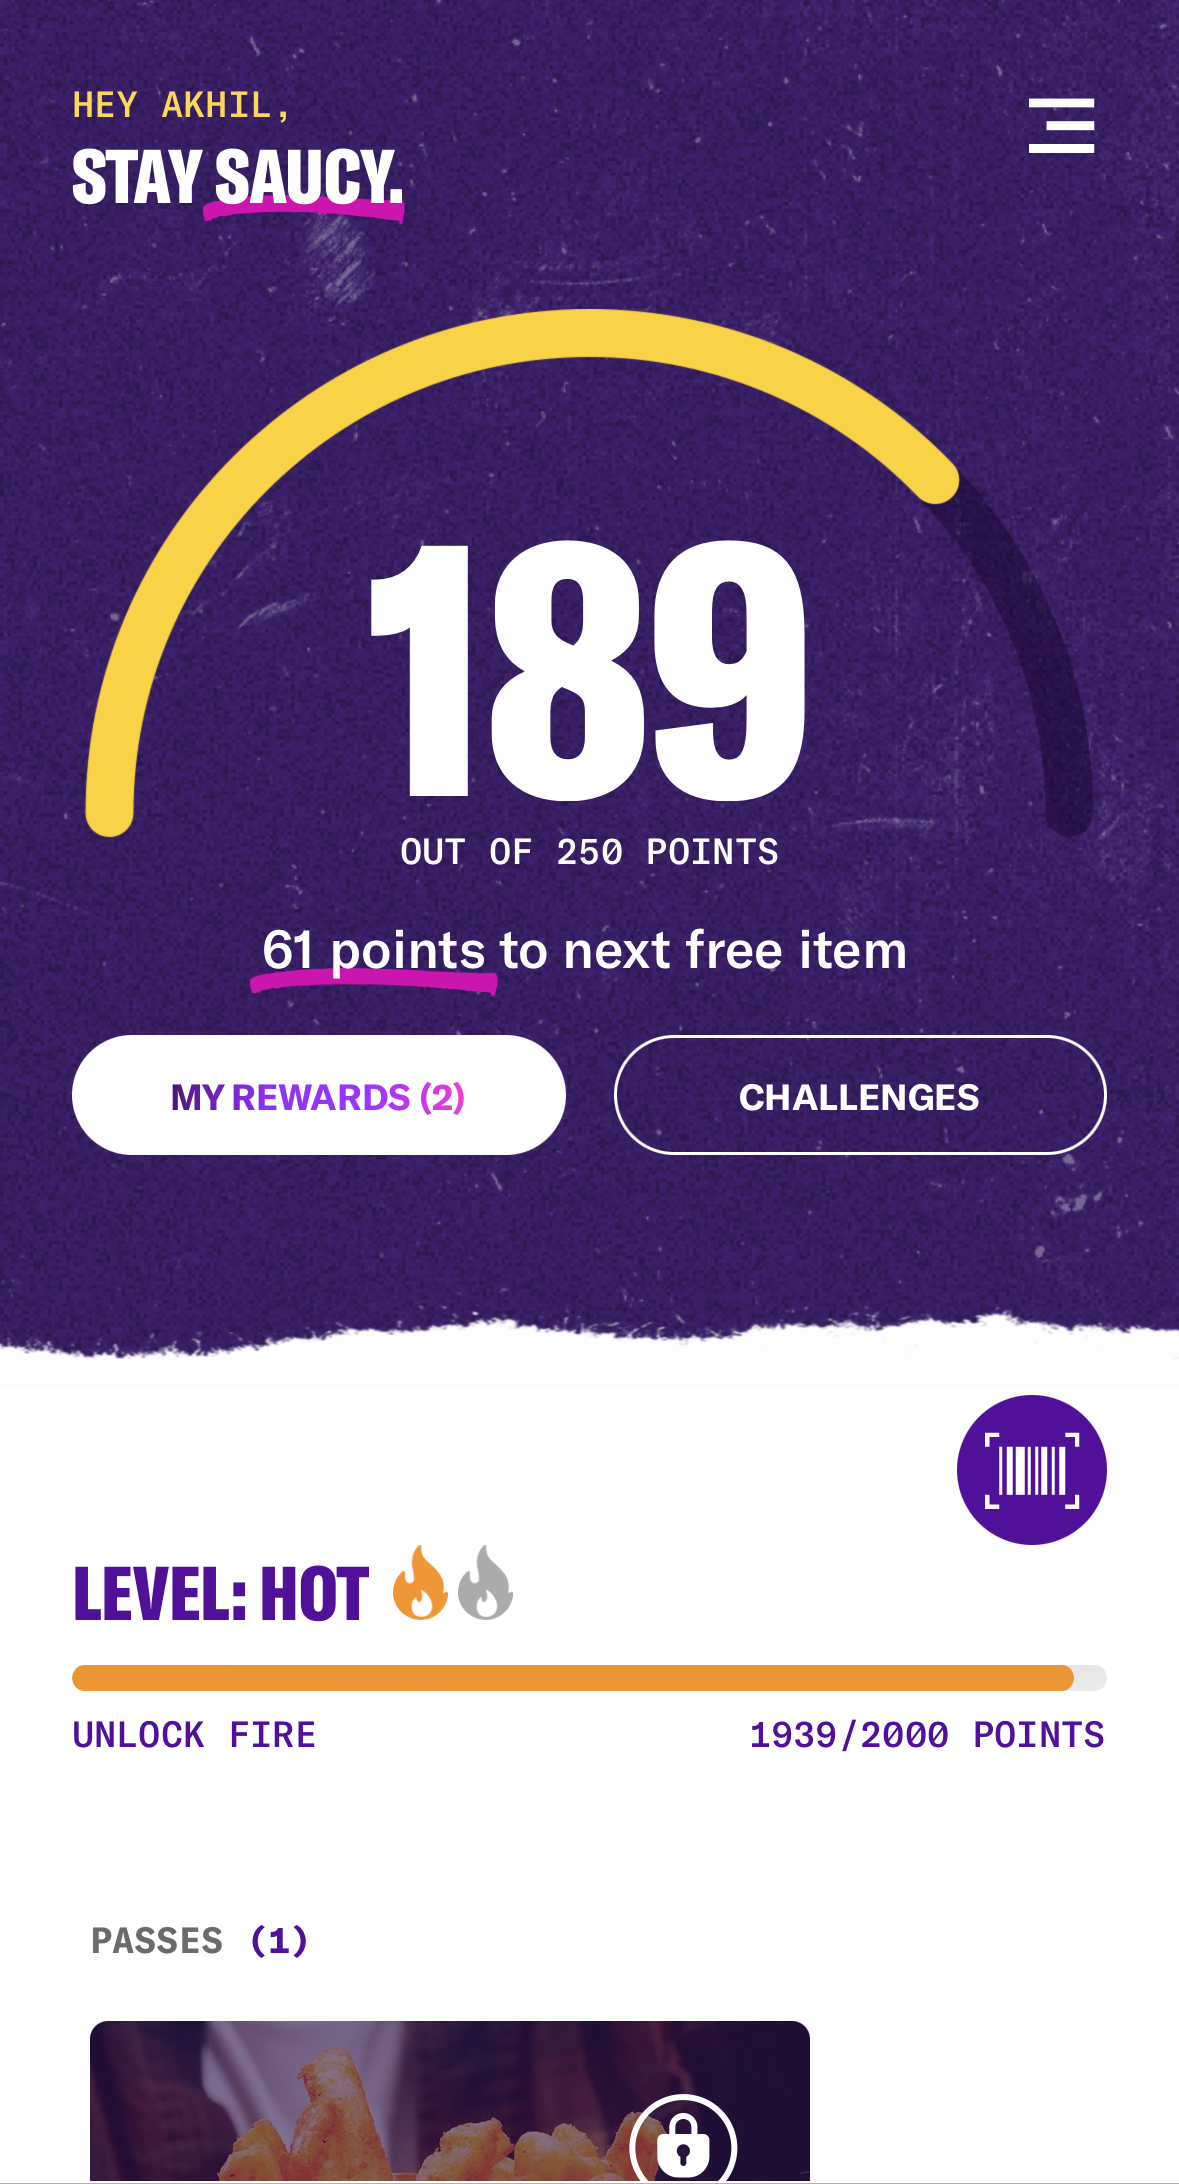 HEY AKHIL,
STAY SAUCY.
189
OUT OF 250 POINTS
61 points to next free item
MY REWARDS (2)
CHALLENGES
LEVEL: HOT
UNLOCK FIRE
1939/2000 POINTS
PASSES (1)